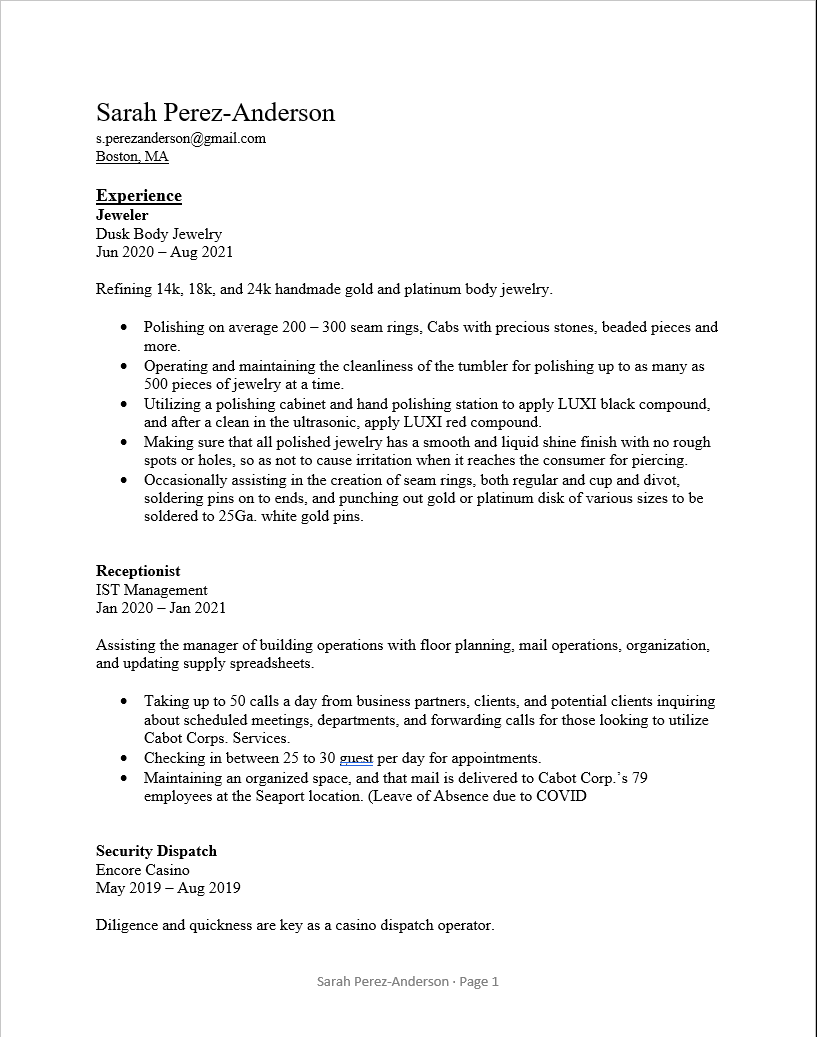 Sarah Perez-Anderson
s.perezanderson@gmail.com
Boston, MA
Experience
Jeweler
Dusk Body Jewelry
Jun 2020 – Aug 2021
Refining 14k, 18k, and 24k handmade gold and platinum body jewelry.
• Polishing on average 200 – 300 seam rings, Cabs with precious stones, beaded pieces and
more.
• Operating and maintaining the cleanliness of the tumbler for polishing up to as many as
500 pieces of jewelry at a time.
• Utilizing a polishing cabinet and hand polishing station to apply LUXI black compound,
and after a clean in the ultrasonic, apply LUXI red compound.
• Making sure that all polished jewelry has a smooth and liquid shine finish with no rough
spots or holes, so as not to cause irritation when it reaches the consumer for piercing.
• Occasionally assisting in the creation of seam rings, both regular and cup and divot,
soldering pins on to ends, and punching out gold or platinum disk of various sizes to be
soldered to 25Ga. white gold pins.
Receptionist
IST Management
Jan 2020 – Jan 2021
Assisting the manager of building operations with floor planning, mail operations, organization,
and updating supply spreadsheets.
• Taking up to 50 calls a day from business partners, clients, and potential clients inquiring
about scheduled meetings, departments, and forwarding calls for those looking to utilize
Cabot Corps. Services.
• Checking in between 25 to 30 guest per day for appointments.
• Maintaining an organized space, and that mail is delivered to Cabot Corp.’s 79
employees at the Seaport location. (Leave of Absence due to COVID
Security Dispatch
Encore Casino
May 2019 – Aug 2019
Diligence and quickness are key as a casino dispatch operator.
Sarah Perez-Anderson · Page 1